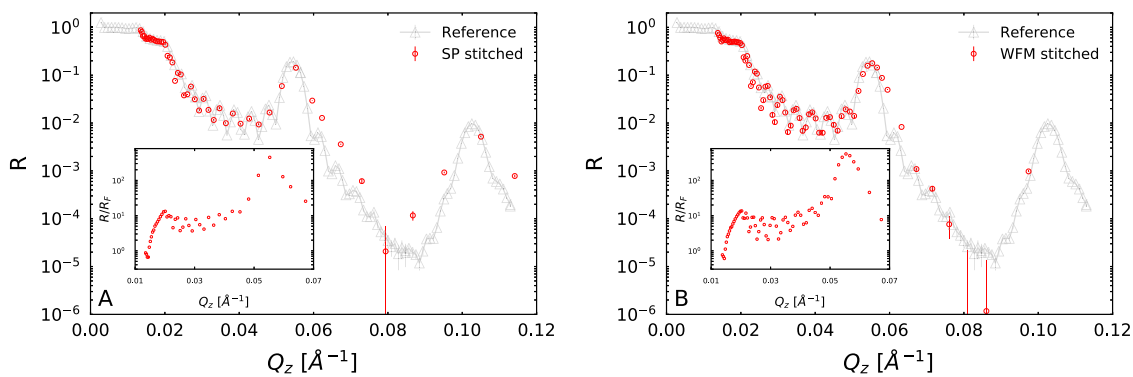 10^0
10^-1
10^-2
10^-3
10^-4
10^-5
10^-6
R
Reference
SP stitched
10^2
10^1
10^0
R/R_F
0.01 0.03 0.05 0.07
Q_z [Å^-1]
A
0.00 0.02 0.04 0.06 0.08 0.10 0.12
Q_z [Å^-1]
10^0
10^-1
10^-2
10^-3
10^-4
10^-5
10^-6
R
Reference
WFM stitched
10^2
10^1
10^0
R/R_F
0.01 0.03 0.05 0.07
Q_z [Å^-1]
B
0.00 0.02 0.04 0.06 0.08 0.10 0.12
Q_z [Å^-1]